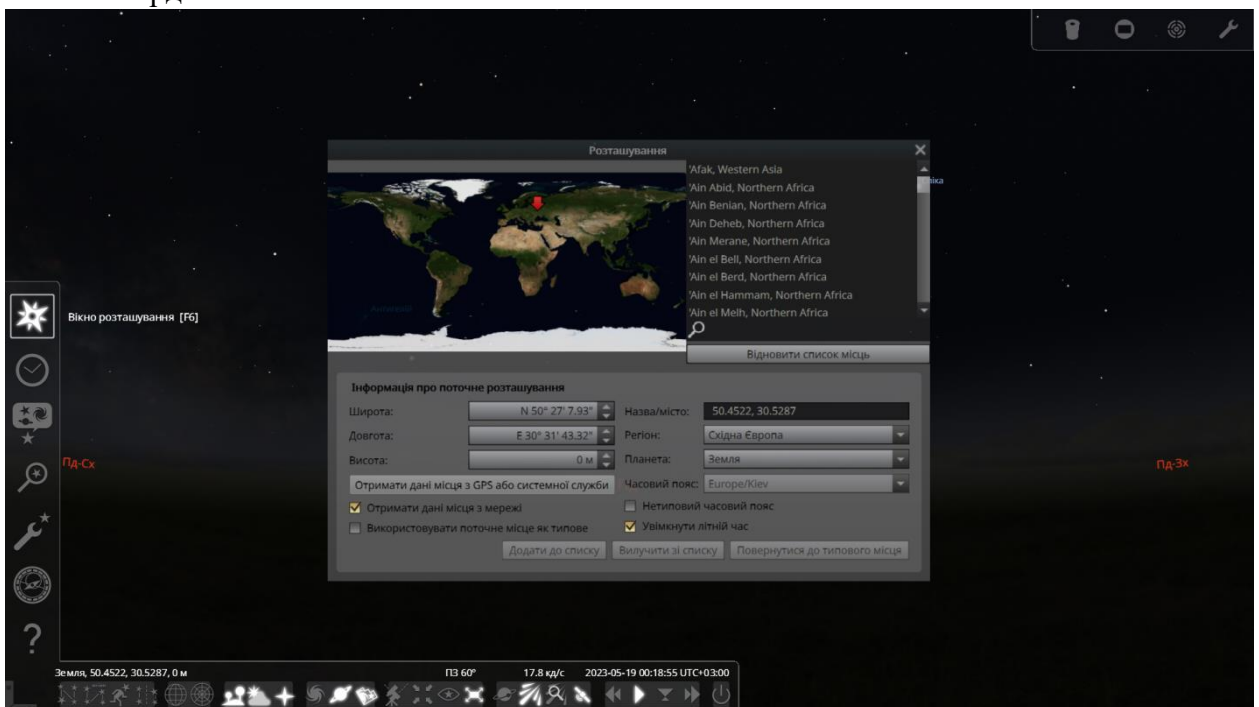 Розташування
'Afak, Western Asia
'Ain Abid, Northern Africa
'Ain Benian, Northern Africa
'Ain Deheb, Northern Africa
'Ain Merane, Northern Africa
'Ain el Bell, Northern Africa
'Ain el Berd, Northern Africa
'Ain el Hammam, Northern Africa
'Ain el Melh, Northern Africa
Відновити список місць
Вікно розташування [F6]
Інформація про поточне розташування
Широта: N 50° 27' 7.93" Назва/місто: 50.4522, 30.5287
Довгота: E 30° 31' 43.32" Регіон: Східна Європа
Висота: 0 м Планета: Земля
Пд-Сх
Пд-Зх
Отримати дані місця з GPS або системної служби Часовий пояс: Europe/Kiev
Отримати дані місця з мережі Нетиповий часовий пояс
Використовувати поточне місце як типове Увімкнути літній час
Додати до списку Вилучити зі списку Повернутися до типового місця
Земля, 50.4522, 30.5287, 0 м ПЗ 60° 17.8 кд/с 2023-05-19 00:18:55 UTC+03:00